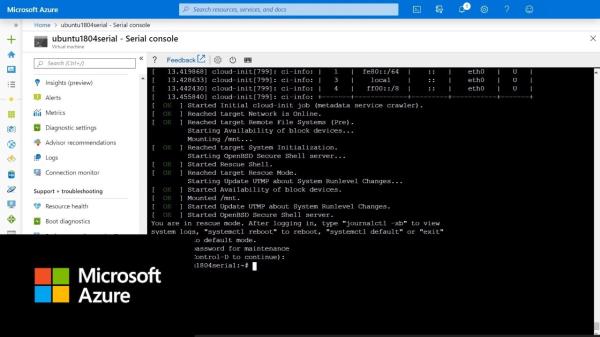 Microsoft Azure
Search resources, services, and docs
Home > ubuntu1804serial - Serial console
ubuntu1804serial - Serial console
Virtual machine
Search (Cmd+/)
Insights (preview)
Alerts
Metrics
Diagnostic settings
Advisor recommendations
Logs
Connection monitor
Support + troubleshooting
Resource health
Boot diagnostics
? Feedback
[ 13.419868] cloud-init[799]: ci-info: | 1 | fe80::/64 | :: | eth0 | U |
[ 13.428633] cloud-init[799]: ci-info: | 3 | local | :: | eth0 | U |
[ 13.442430] cloud-init[799]: ci-info: | 4 | ff00::/8 | :: | eth0 | U |
[ 13.455840] cloud-init[799]: ci-info: +-------+-------------+---------+-----------+-------+
[ OK ] Started Initial cloud-init job (metadata service crawler).
[ OK ] Reached target Network is Online.
[ OK ] Reached target Remote File Systems (Pre).
Starting Availability of block devices...
Mounting /mnt...
[ OK ] Reached target System Initialization.
Starting OpenBSD Secure Shell server...
[ OK ] Started Rescue Shell.
[ OK ] Reached target Rescue Mode.
Starting Update UTMP about System Runlevel Changes...
[ OK ] Started Availability of block devices.
[ OK ] Mounted /mnt.
[ OK ] Started Update UTMP about System Runlevel Changes.
[ OK ] Started OpenBSD Secure Shell server.
You are in rescue mode. After logging in, type "journalctl -xb" to view
system logs, "systemctl reboot" to reboot, "systemctl default" or "exit"
to default mode.
password for maintenance
ontrol-D to continue):
u1804serial:~#
Microsoft
Azure